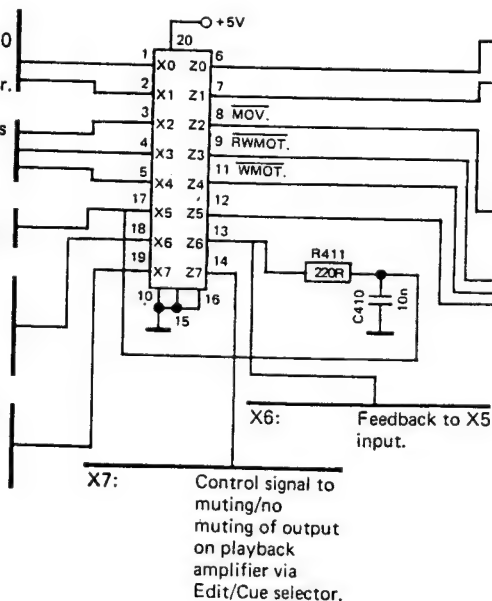 +5V
20
0
1 X0 Z0 6
r.
2 X1 Z1 7
s
3 X2 Z2 8 MOV.
4 X3 Z3 9 RWMOT.
5 X4 Z4 11 WMOT.
17 X5 Z5 12
18 X6 Z6 13
19 X7 Z7 14
10 15 16
R411
220R
C410
10n
X6: Feedback to X5
input.
X7: Control signal to
muting/no
muting of output
on playback
amplifier via
Edit/Cue selector.